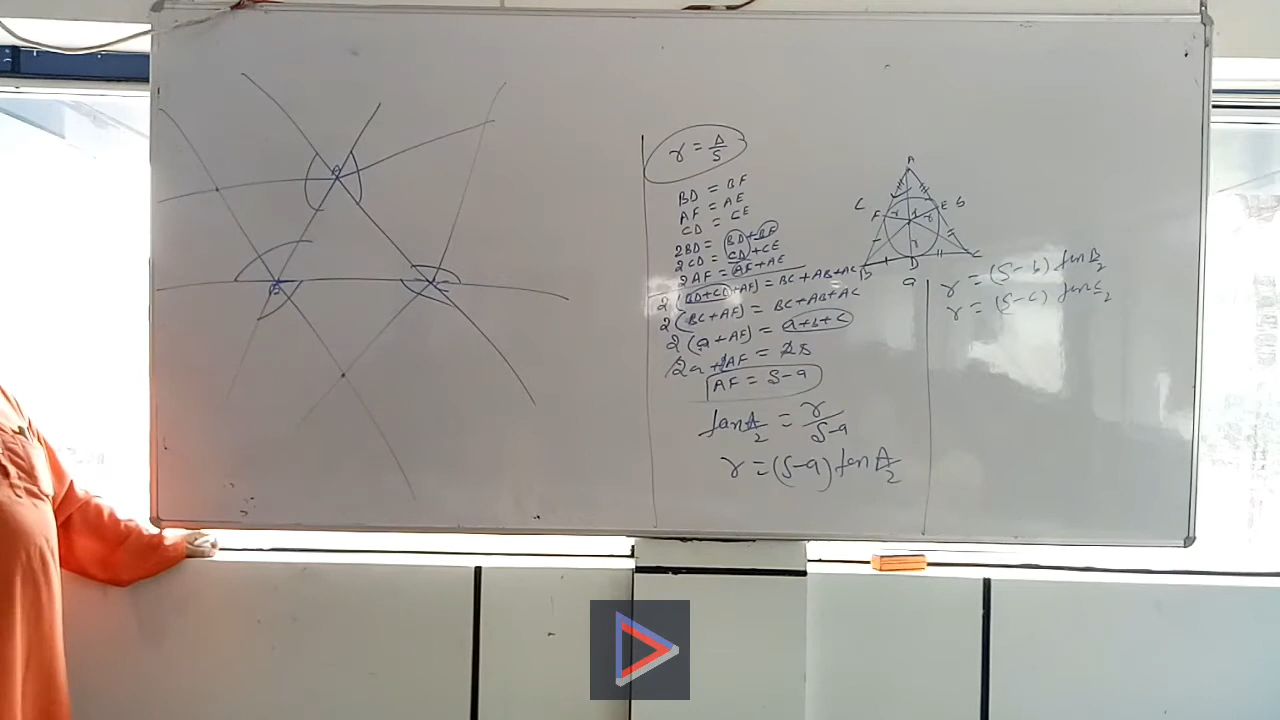 A
B
C
r = Δ/S
BD = BF
AF = AE
CD = CE
2BD = BD + BF
2CD = CD + CE
2AF = AF + AE
2(BD+CD+AF) = BC + AB + AC
2(BC + AF) = BC + AB + AC
2(a + AF) = a+b+c
2a + 2AF = 2s
AF = S-a
tan A/2 = r/S-a
r = (S-a) tan A/2
A
C F r r E b
r
B D C
a
r = (S-b) tan B/2
r = (S-c) tan C/2